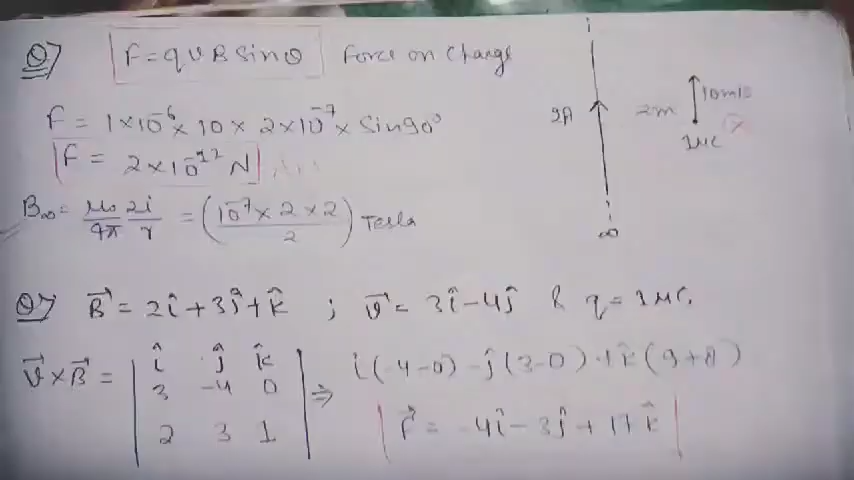 Q7 F = qVBSinθ Force on Charge
F = 1×10⁻⁶ × 10 × 2×10⁻⁷ × Sin90°
F = 2×10⁻¹² N
B∞ = μ₀/4π 2i/r = (10⁻⁷ × 2 × 2 / 2) Tesla
2A 2m 10m/s
1μC
∞
Q7 B⃗ = 2î + 3ĵ + k̂ ; v⃗ = 3î - 4ĵ & q = 1μC.
v⃗ × B⃗ = | î ĵ k̂ | ⇒ i(-4-0) - ĵ(3-0) + k̂(9+8)
3 -4 0
2 3 1
F⃗ = -4î - 3ĵ + 17k̂